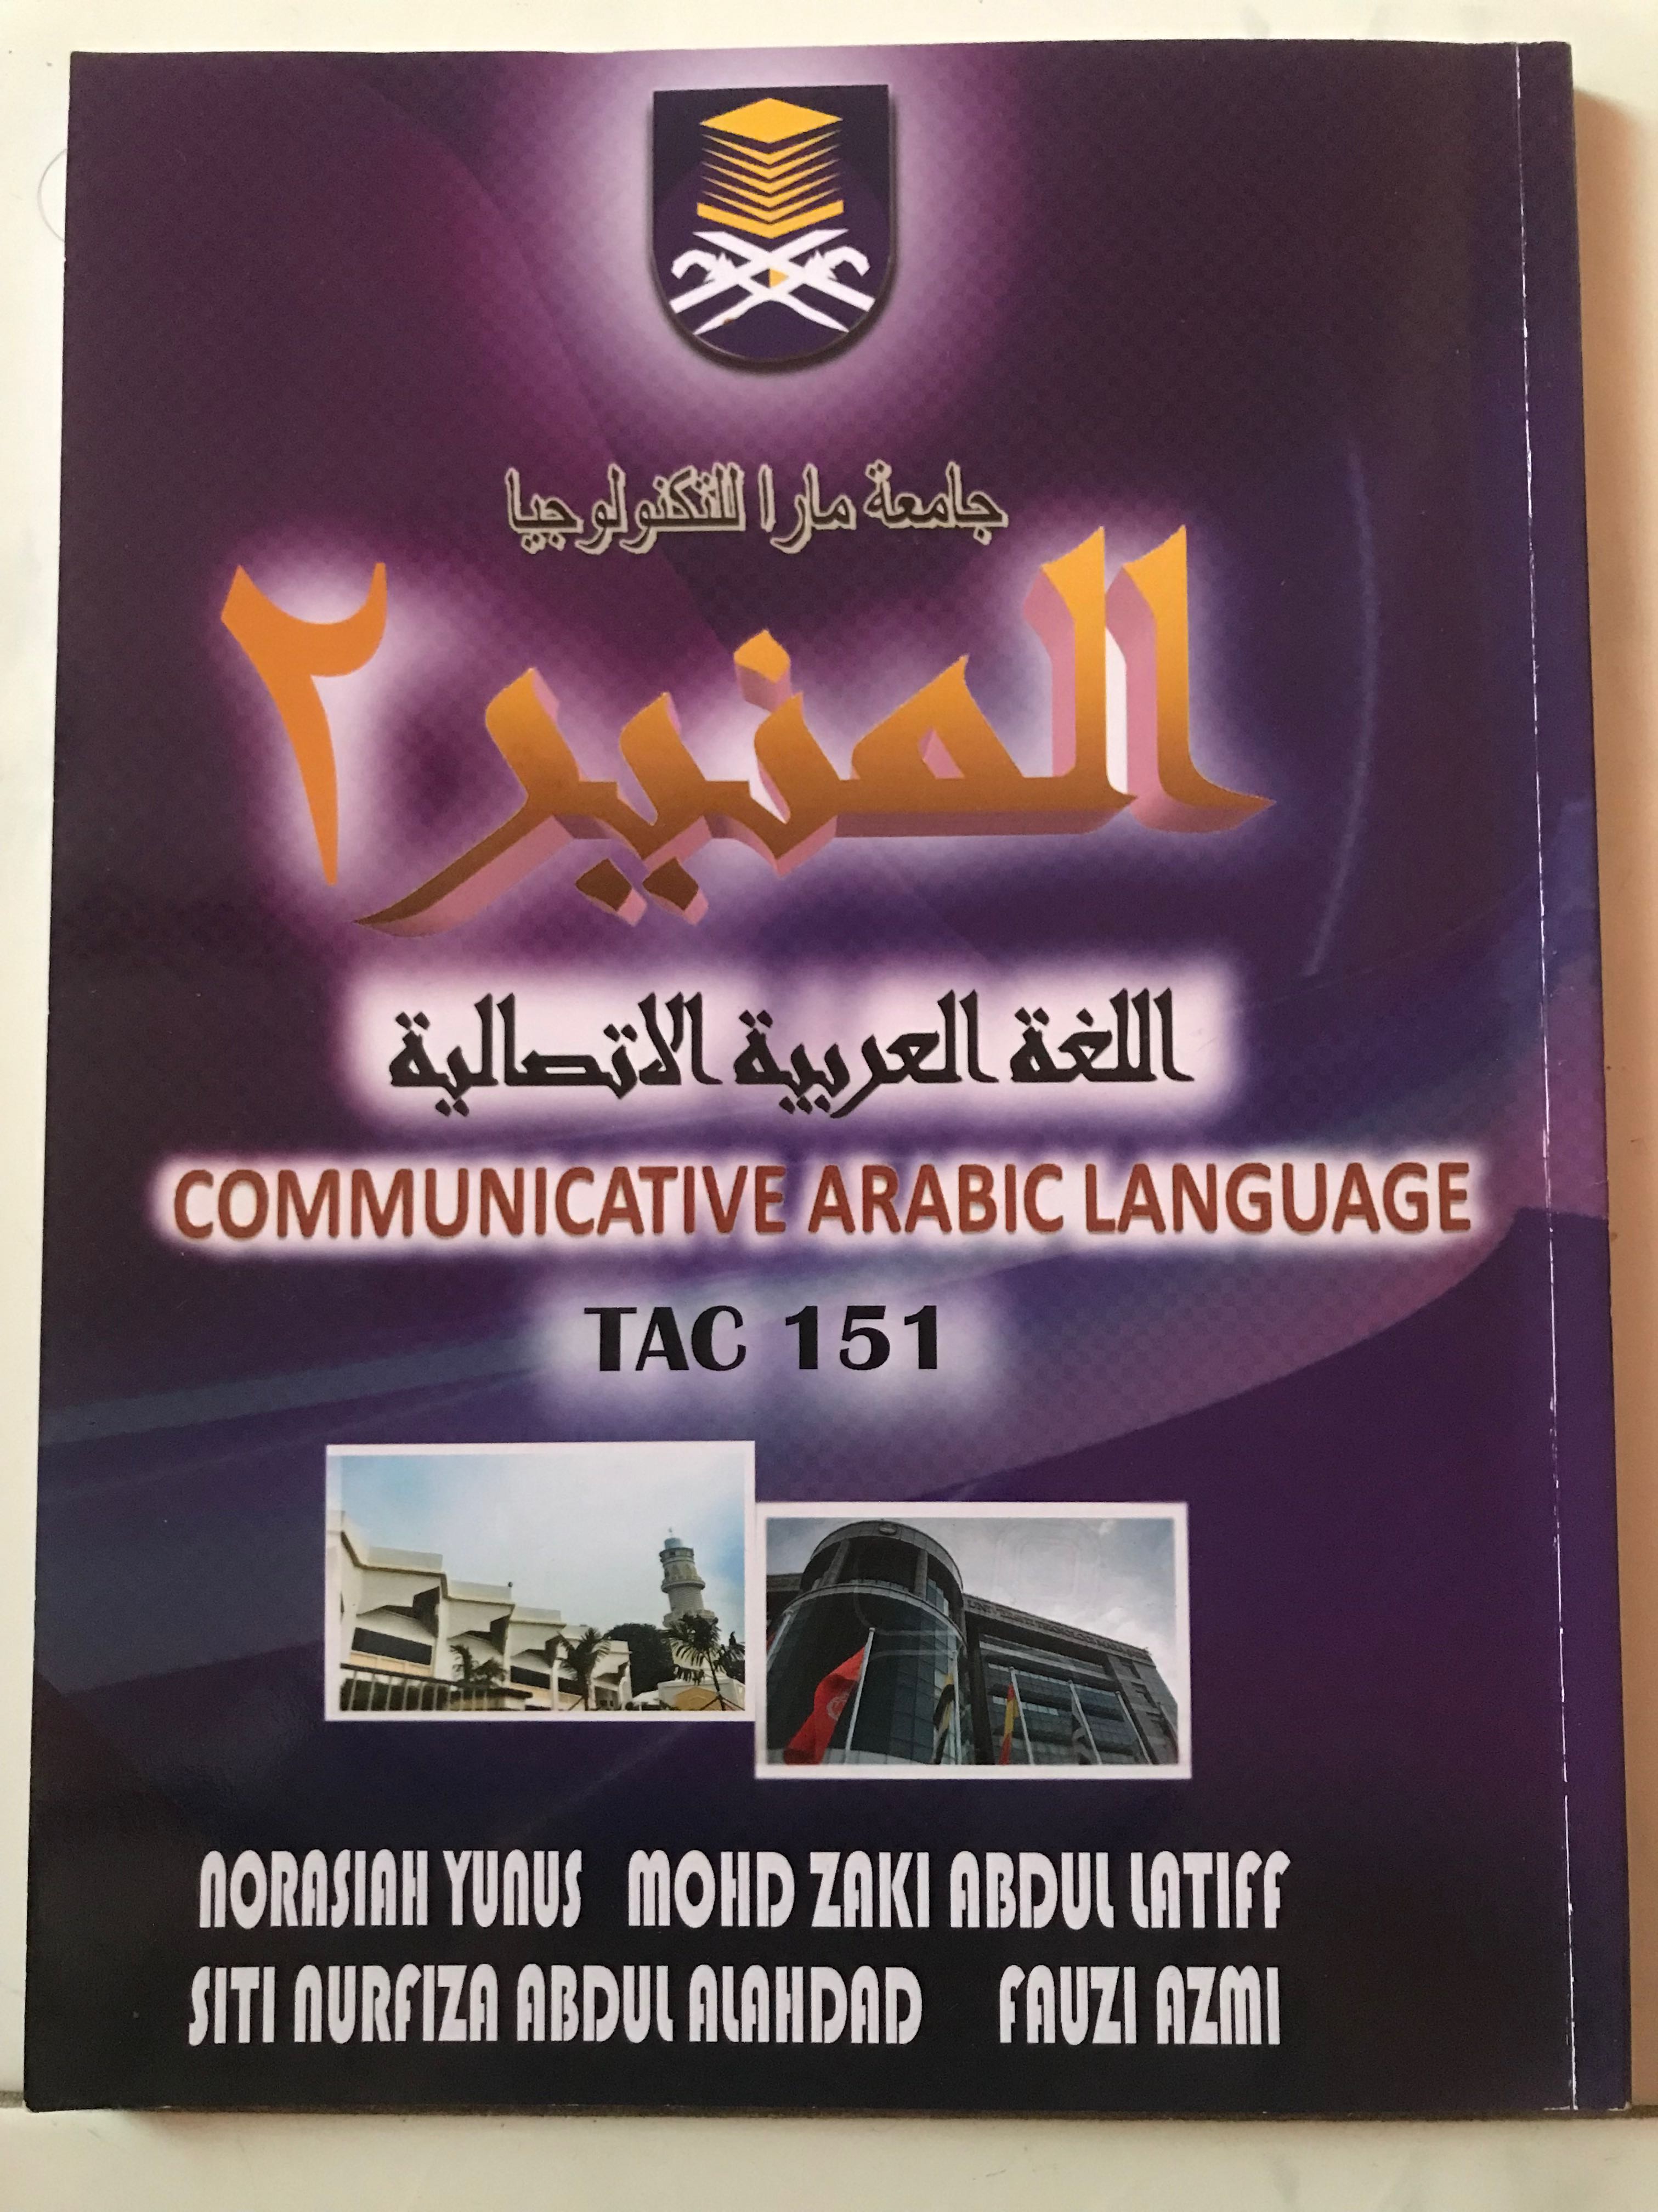 جامعة مارا للتكنولوجيا
المنير ٢
اللغة العربية الاتصالية
COMMUNICATIVE ARABIC LANGUAGE
TAC 151
NORASIAH YUNUS MOHD ZAKI ABDUL LATIFF
SITI NURFIZA ABDUL ALAHDAD FAUZI AZMI